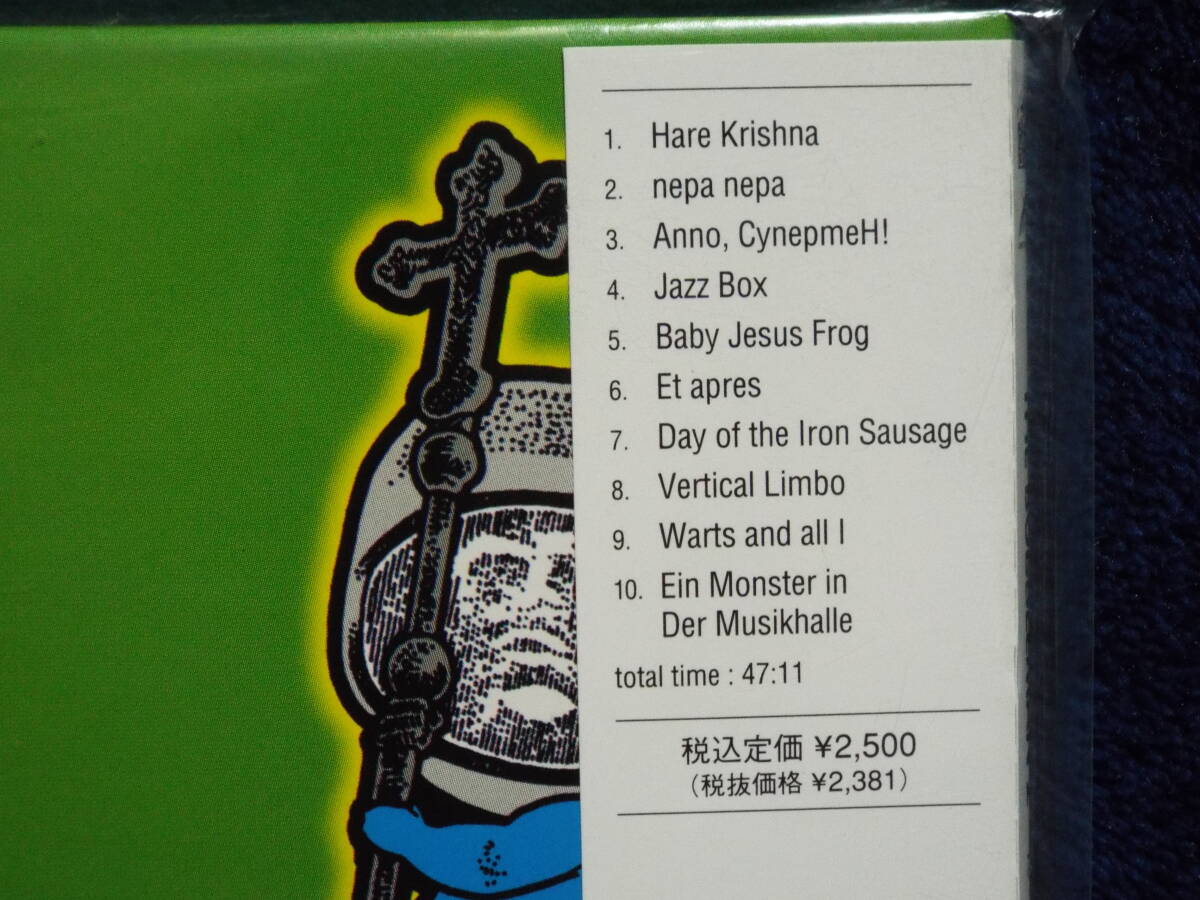 1. Hare Krishna
2. nepa nepa
3. Anno, CynepmeH!
4. Jazz Box
5. Baby Jesus Frog
6. Et apres
7. Day of the Iron Sausage
8. Vertical Limbo
9. Warts and all I
10. Ein Monster in
Der Musikhalle
total time : 47:11
税込定価 ¥2,500
（税抜価格 ¥2,381）